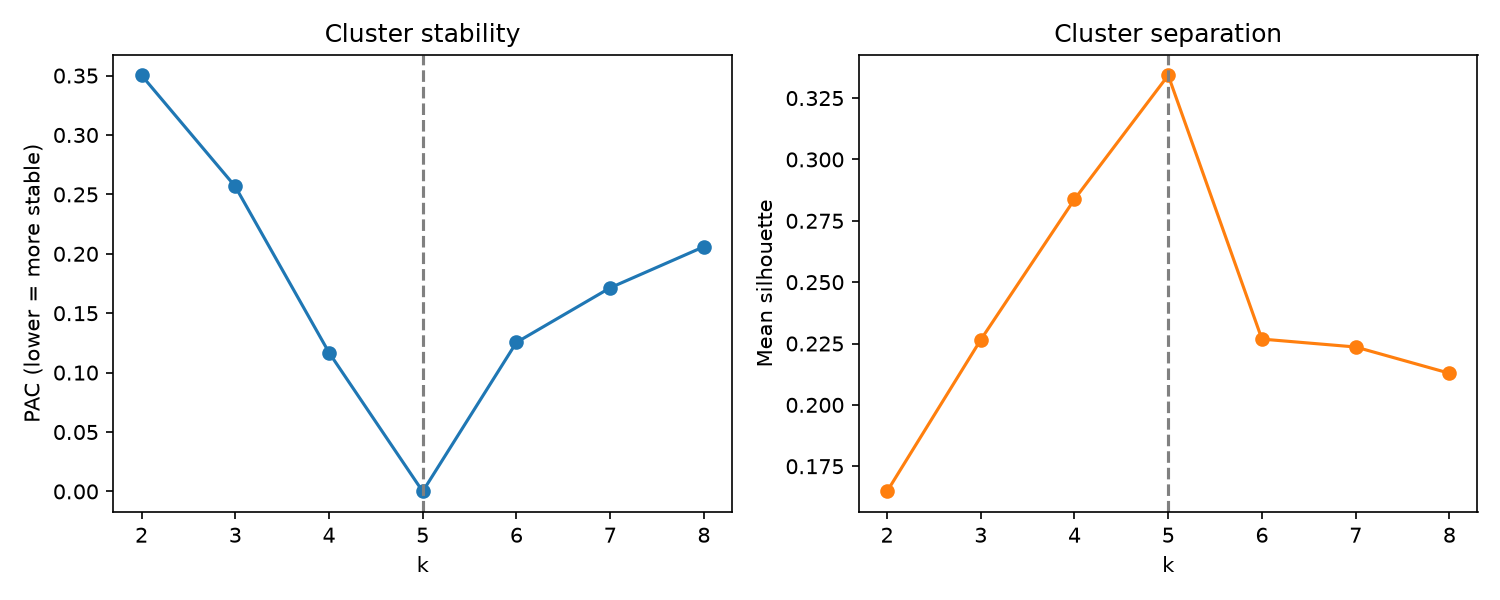 Cluster stability
PAC (lower = more stable)
0.35
0.30
0.25
0.20
0.15
0.10
0.05
0.00
2 3 4 5 6 7 8
k
Cluster separation
Mean silhouette
0.325
0.300
0.275
0.250
0.225
0.200
0.175
2 3 4 5 6 7 8
k